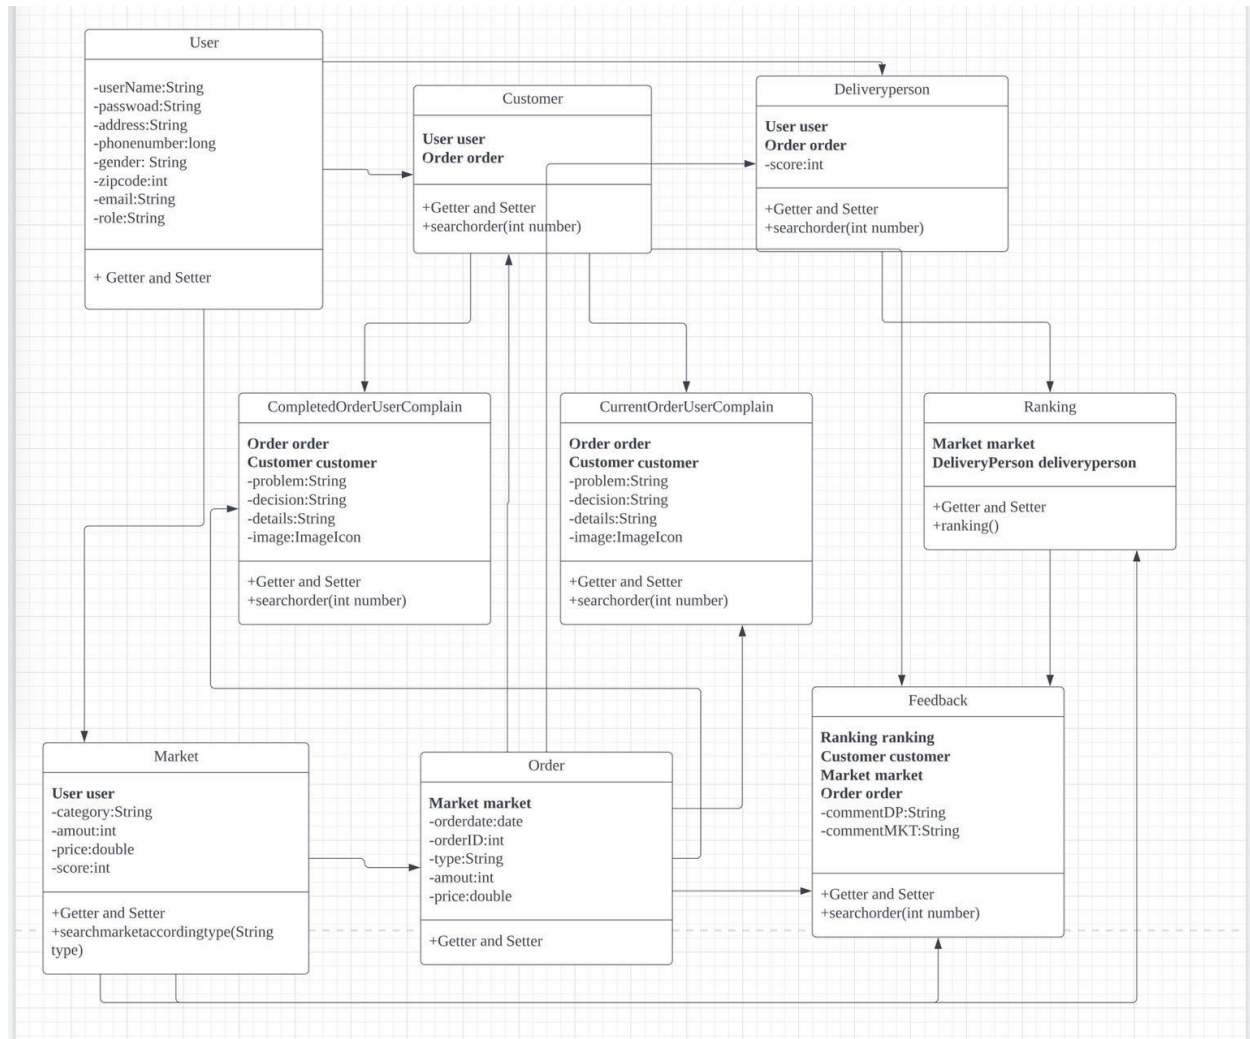 User
-userName:String
-passwoad:String
-address:String
-phonenumber:long
-gender: String
-zipcode:int
-email:String
-role:String
+ Getter and Setter
Customer
User user
Order order
+Getter and Setter
+searchorder(int number)
Deliveryperson
User user
Order order
-score:int
+Getter and Setter
+searchorder(int number)
CompletedOrderUserComplain
Order order
Customer customer
-problem:String
-decision:String
-details:String
-image:ImageIcon
+Getter and Setter
+searchorder(int number)
CurrentOrderUserComplain
Order order
Customer customer
-problem:String
-decision:String
-details:String
-image:ImageIcon
+Getter and Setter
+searchorder(int number)
Ranking
Market market
DeliveryPerson deliveryperson
+Getter and Setter
+ranking()
Market
User user
-category:String
-amout:int
-price:double
-score:int
+Getter and Setter
+searchmarketaccordingtype(String
type)
Order
Market market
-orderdate:date
-orderID:int
-type:String
-amout:int
-price:double
+Getter and Setter
Feedback
Ranking ranking
Customer customer
Market market
Order order
-commentDP:String
-commentMKT:String
+Getter and Setter
+searchorder(int number)